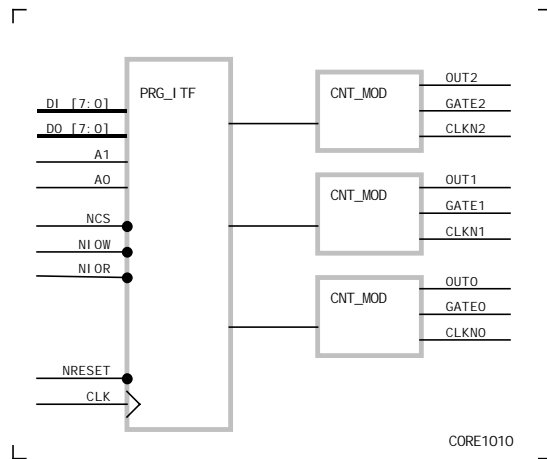 PRG_ITF
DI [7:0]
DO [7:0]
A1
A0
NCS
NIOW
NIOR
NRESET
CLK
CNT_MOD
OUT2
GATE2
CLKN2
CNT_MOD
OUT1
GATE1
CLKN1
CNT_MOD
OUT0
GATE0
CLKN0
CORE1010